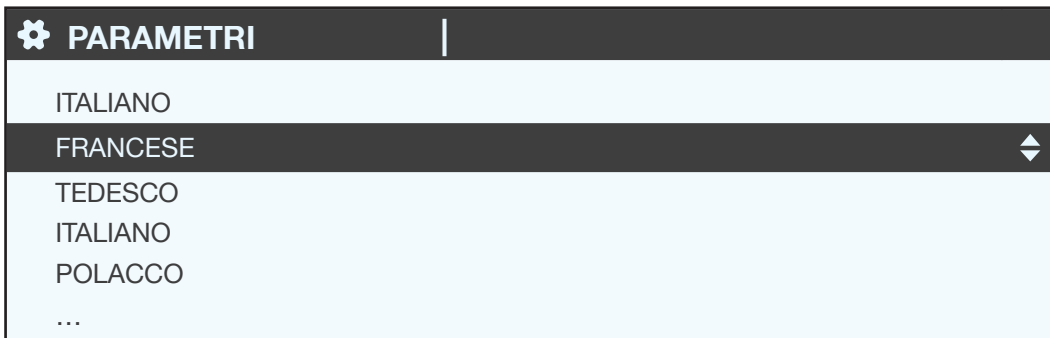 PARAMETRI
ITALIANO
FRANCESE
TEDESCO
ITALIANO
POLACCO
…